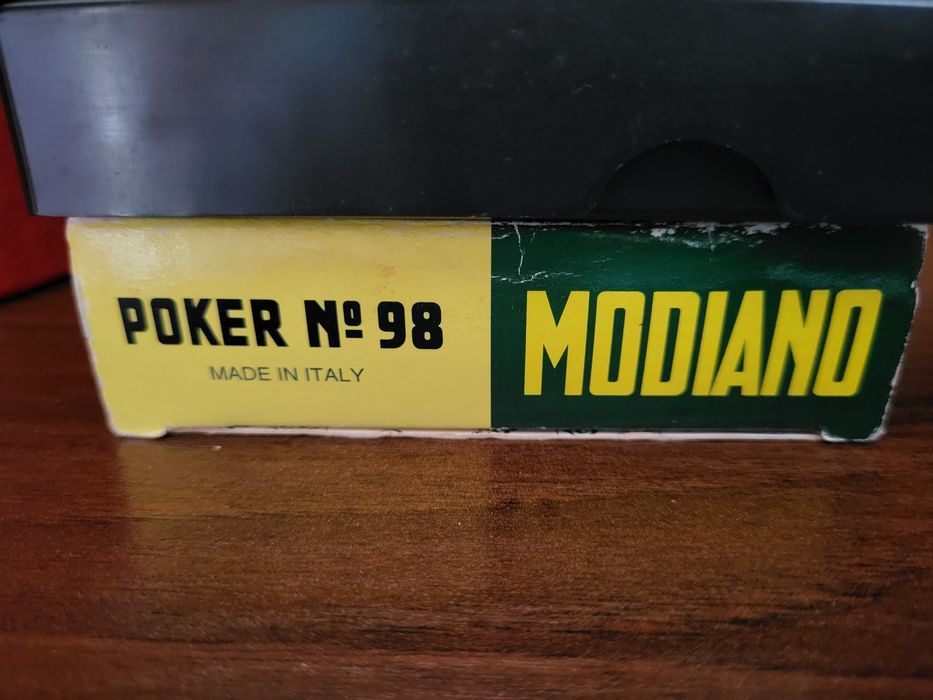 POKER Nº 98
MADE IN ITALY
MODIANO